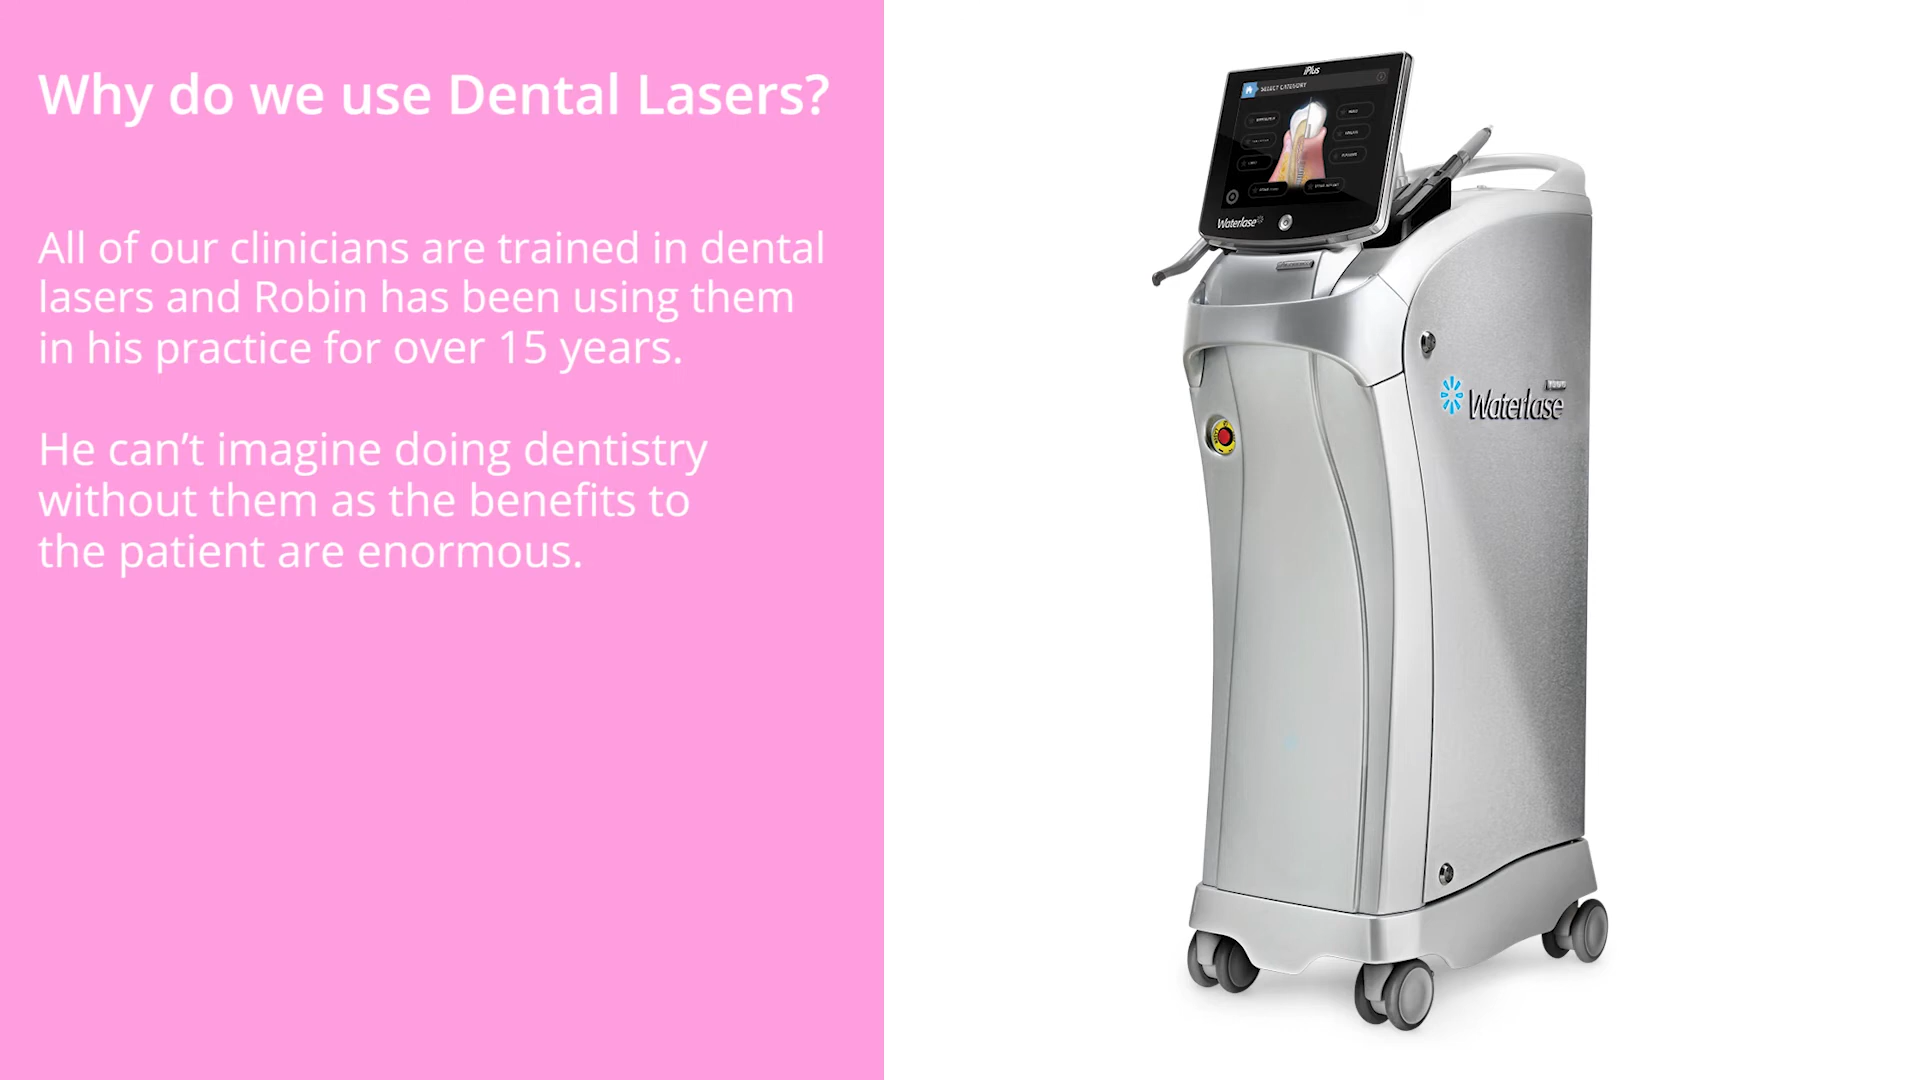 Why do we use Dental Lasers?
All of our clinicians are trained in dental
lasers and Robin has been using them
in his practice for over 15 years.
He can’t imagine doing dentistry
without them as the benefits to
the patient are enormous.
iPlus
SELECT CATEGORY
Waterlase
Waterlase